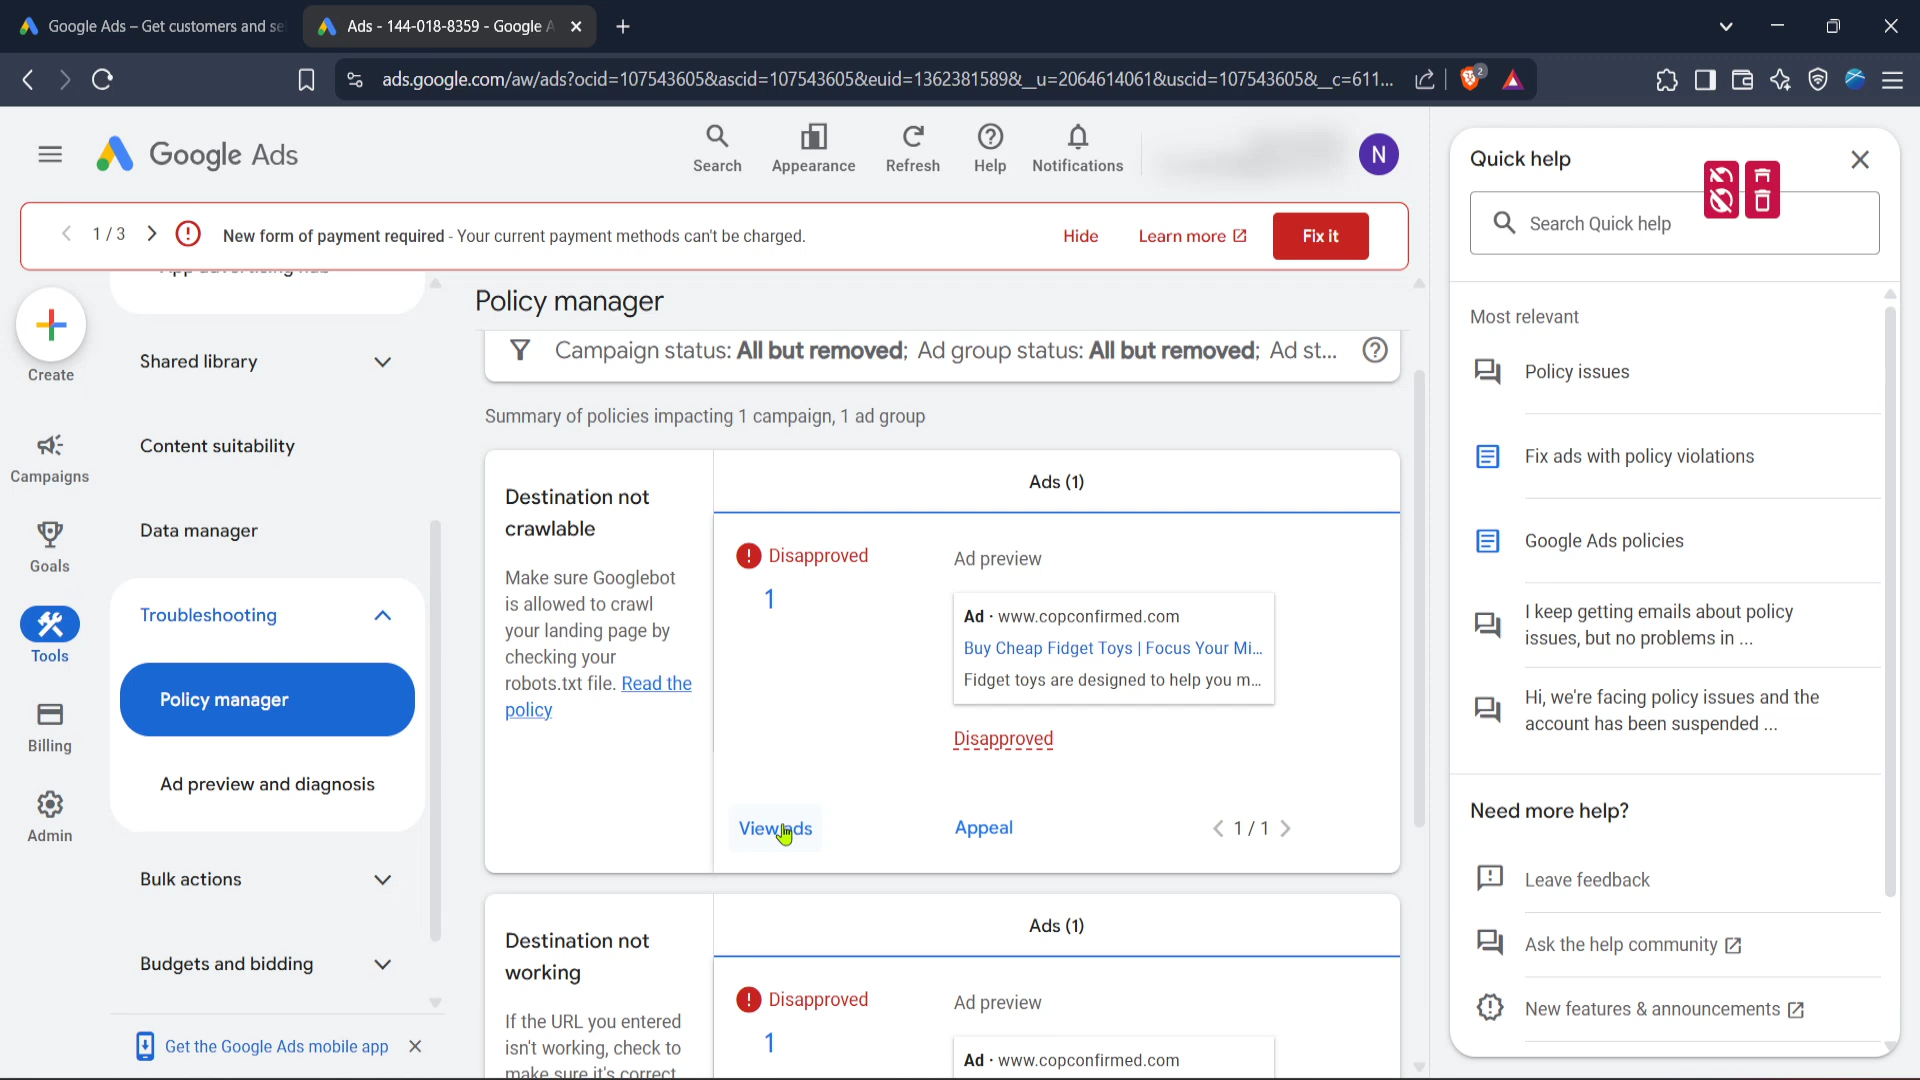 Google Ads – Get customers and se
Ads - 144-018-8359 - Google A
ads.google.com/aw/ads?ocid=107543605&ascid=107543605&euid=1362381589&__u=2064614061&uscid=107543605&__c=611...
2
Google Ads
Search
Appearance
Refresh
Help
Notifications
N
1 / 3
New form of payment required - Your current payment methods can't be charged.
Hide
Learn more
Fix it
Create
Campaigns
Goals
Tools
Billing
Admin
Shared library
Content suitability
Data manager
Troubleshooting
Policy manager
Ad preview and diagnosis
Bulk actions
Budgets and bidding
Get the Google Ads mobile app
Policy manager
Campaign status: All but removed; Ad group status: All but removed; Ad st...
Summary of policies impacting 1 campaign, 1 ad group
Destination not
crawlable
Make sure Googlebot
is allowed to crawl
your landing page by
checking your
robots.txt file. Read the
policy
Ads (1)
Disapproved
1
Ad preview
Ad · www.copconfirmed.com
Buy Cheap Fidget Toys | Focus Your Mi...
Fidget toys are designed to help you m...
Disapproved
View ads
Appeal
1 / 1
Destination not
working
If the URL you entered
isn't working, check to
make sure it's correct
Ads (1)
Disapproved
1
Ad preview
Ad · www.copconfirmed.com
Quick help
Search Quick help
Most relevant
Policy issues
Fix ads with policy violations
Google Ads policies
I keep getting emails about policy
issues, but no problems in ...
Hi, we're facing policy issues and the
account has been suspended ...
Need more help?
Leave feedback
Ask the help community
New features & announcements